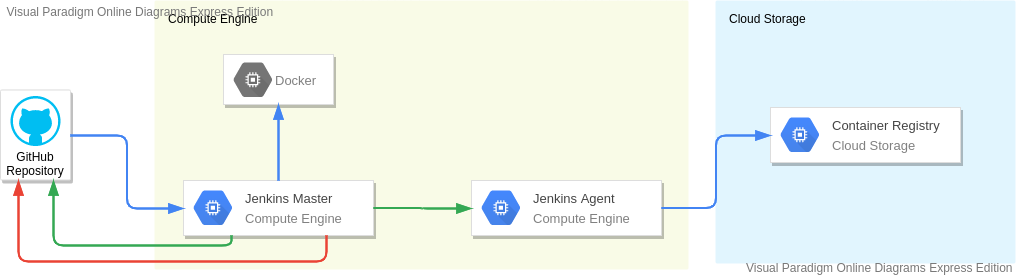 Visual Paradigm Online Diagrams Express Edition
Compute Engine
Cloud Storage
Docker
GitHub
Repository
Container Registry
Cloud Storage
Jenkins Master
Compute Engine
Jenkins Agent
Compute Engine
Visual Paradigm Online Diagrams Express Edition